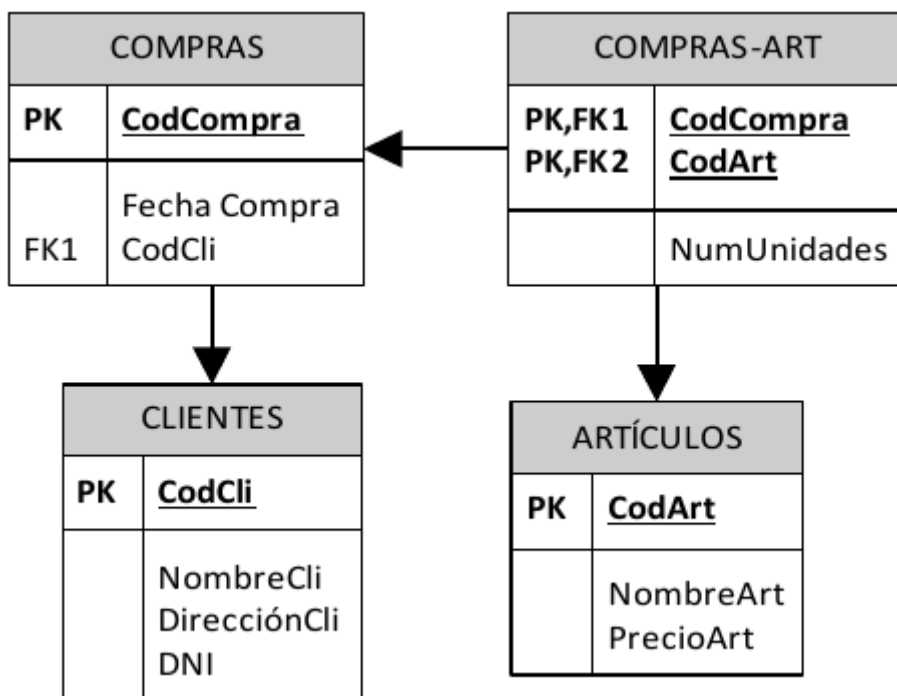 COMPRAS
PK CodCompra
Fecha Compra
FK1 CodCli
COMPRAS-ART
PK,FK1 CodCompra
PK,FK2 CodArt
NumUnidades
CLIENTES
PK CodCli
NombreCli
DirecciónCli
DNI
ARTÍCULOS
PK CodArt
NombreArt
PrecioArt